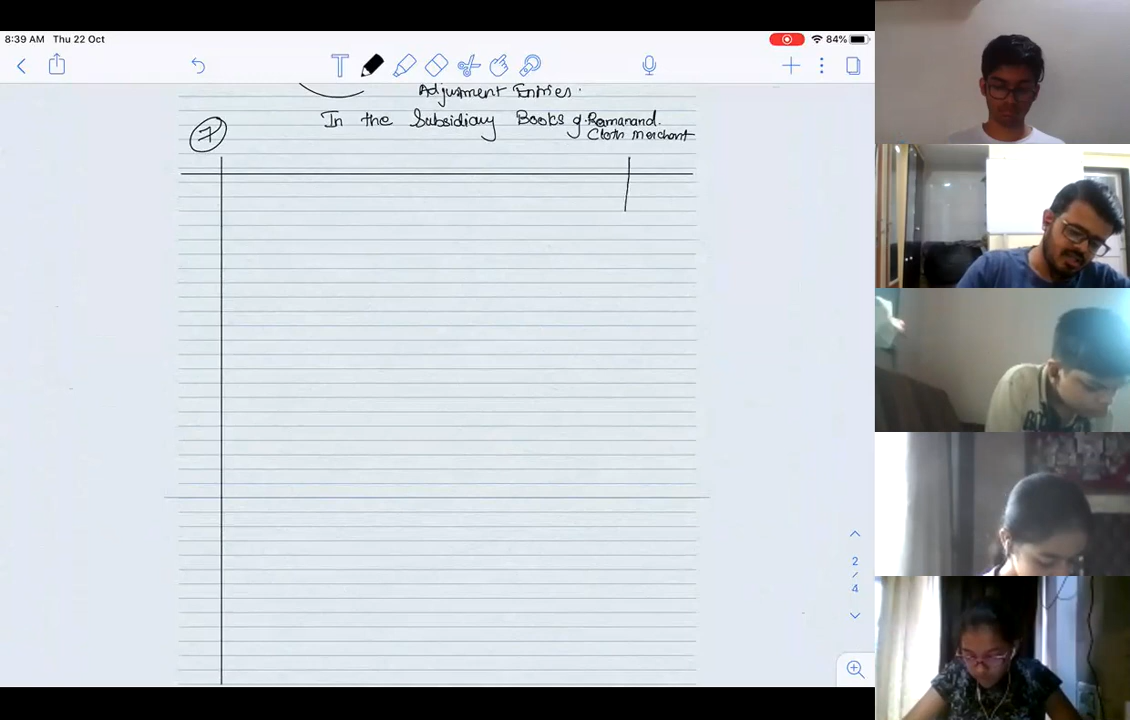 8:39 AM Thu 22 Oct
84%
T
Adjustment Entries.
In the Subsidiary Books of Ramanand.
Cloth Merchant
7
2
/
4